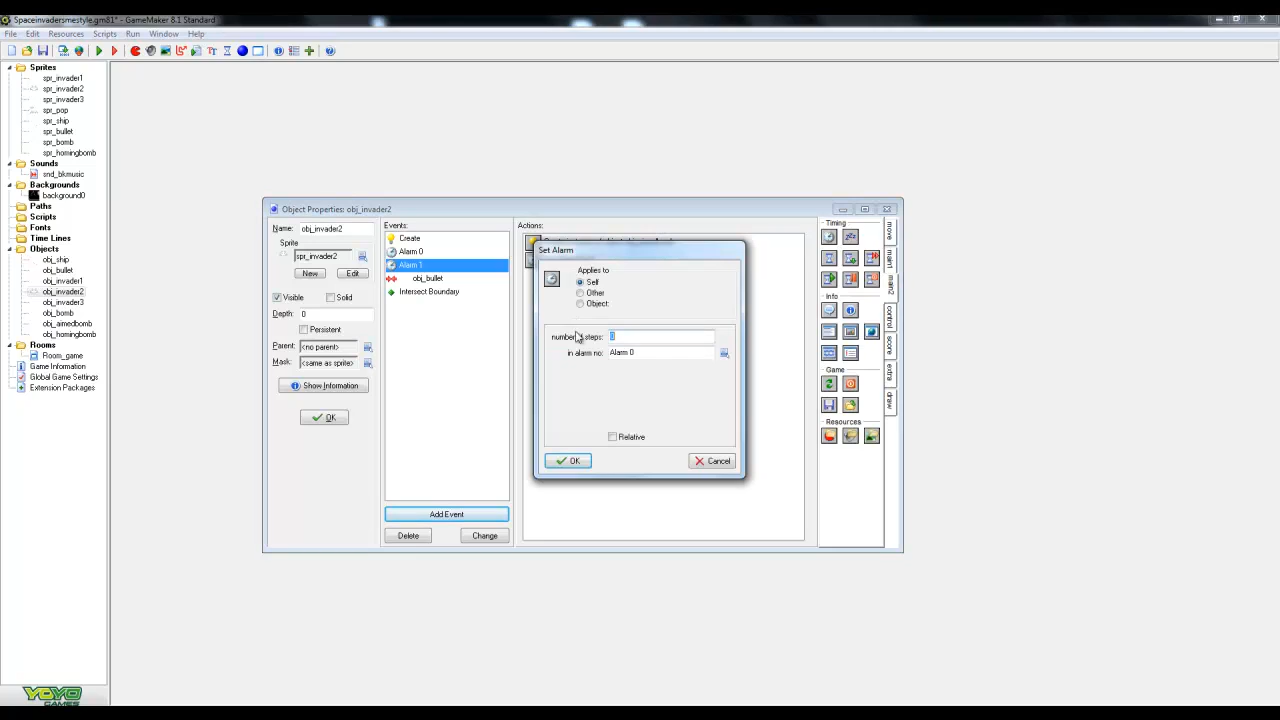 Spaceinvadersmestyle.gm81* - GameMaker 8.1 Standard
File Edit Resources Scripts Run Window Help
Sprites
spr_invader1
spr_invader2
spr_invader3
spr_pop
spr_ship
spr_bullet
spr_bomb
spr_homingbomb
Sounds
snd_bkmusic
Backgrounds
background0
Paths
Scripts
Fonts
Time Lines
Objects
obj_ship
obj_bullet
obj_invader1
obj_invader2
obj_invader3
obj_bomb
obj_aimedbomb
obj_homingbomb
Rooms
Room_game
Game Information
Global Game Settings
Extension Packages
YOYO
GAMES
Object Properties: obj_invader2
Name: obj_invader2
Sprite
spr_invader2
New Edit
Visible Solid
Depth: 0
Persistent
Parent: <no parent>
Mask: <same as sprite>
Show Information
OK
Events:
Create
Alarm 0
Alarm 1
obj_bullet
Intersect Boundary
Add Event
Delete Change
Actions:
Set Alarm
Applies to
Self
Other
Object:
number of steps: 0
in alarm no: Alarm 0
Relative
OK Cancel
Timing
Info
Game
Resources
move
main1
main2
control
score
extra
draw